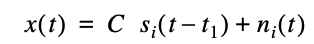 x(t) = C s_i(t−t_1) + n_i(t)